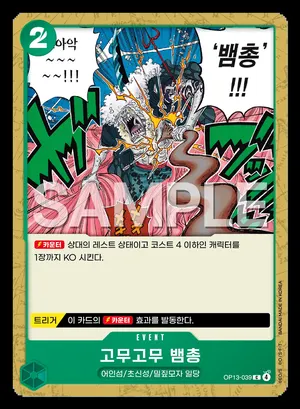 2
아악
~~~
~~!!!
'뱀총'
!!!
SAMPLE
카운터 상대의 레스트 상태이고 코스트 4 이하인 캐릭터를
1장까지 KO 시킨다.
트리거 이 카드의 카운터 효과를 발동한다.
EVENT
고무고무 뱀총
어인섬/초신성/밀짚모자 일당
OP13-039